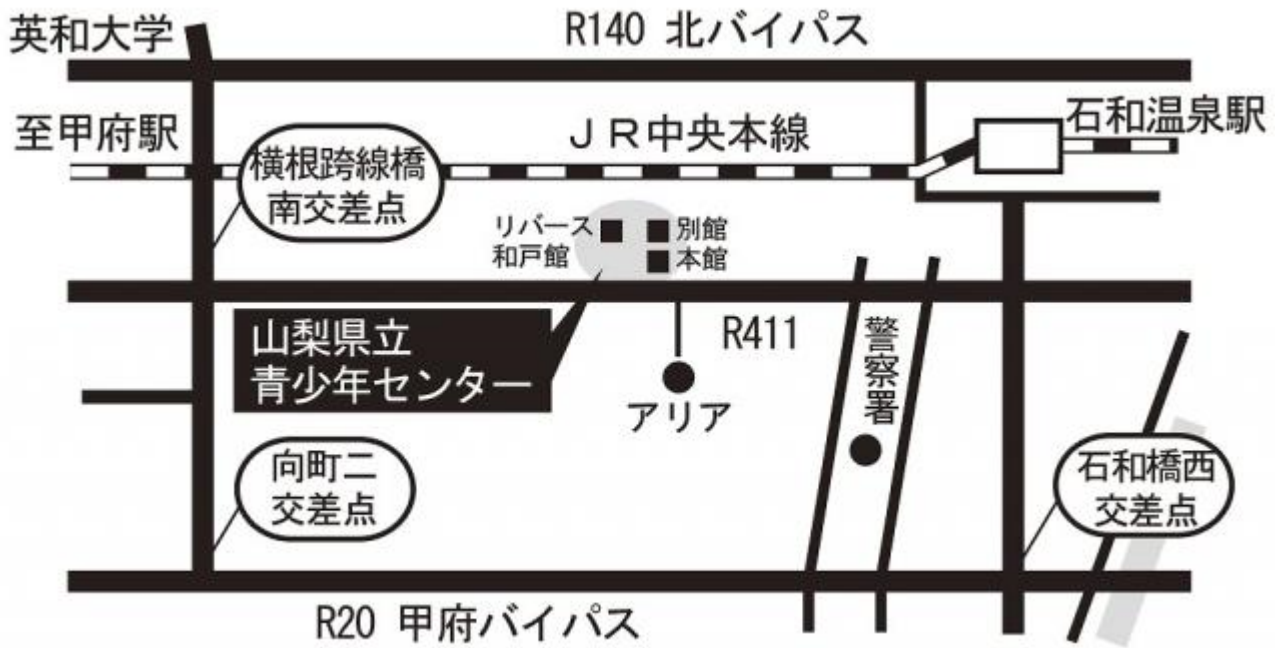 英和大学
R140 北バイパス
至甲府駅
JR中央本線
石和温泉駅
横根跨線橋
南交差点
リバース
和戸館
別館
本館
山梨県立
青少年センター
R411
アリア
警察署
向町二
交差点
石和橋西
交差点
R20 甲府バイパス